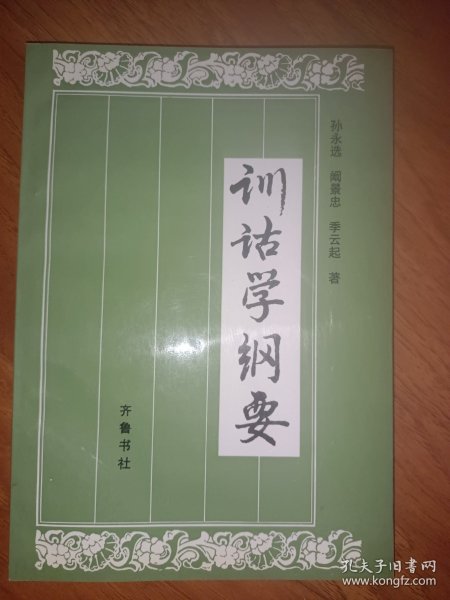 孙永选 阚景忠 季云起 著
训诂学纲要
齐鲁书社
孔夫子旧书网
www.kongfz.com